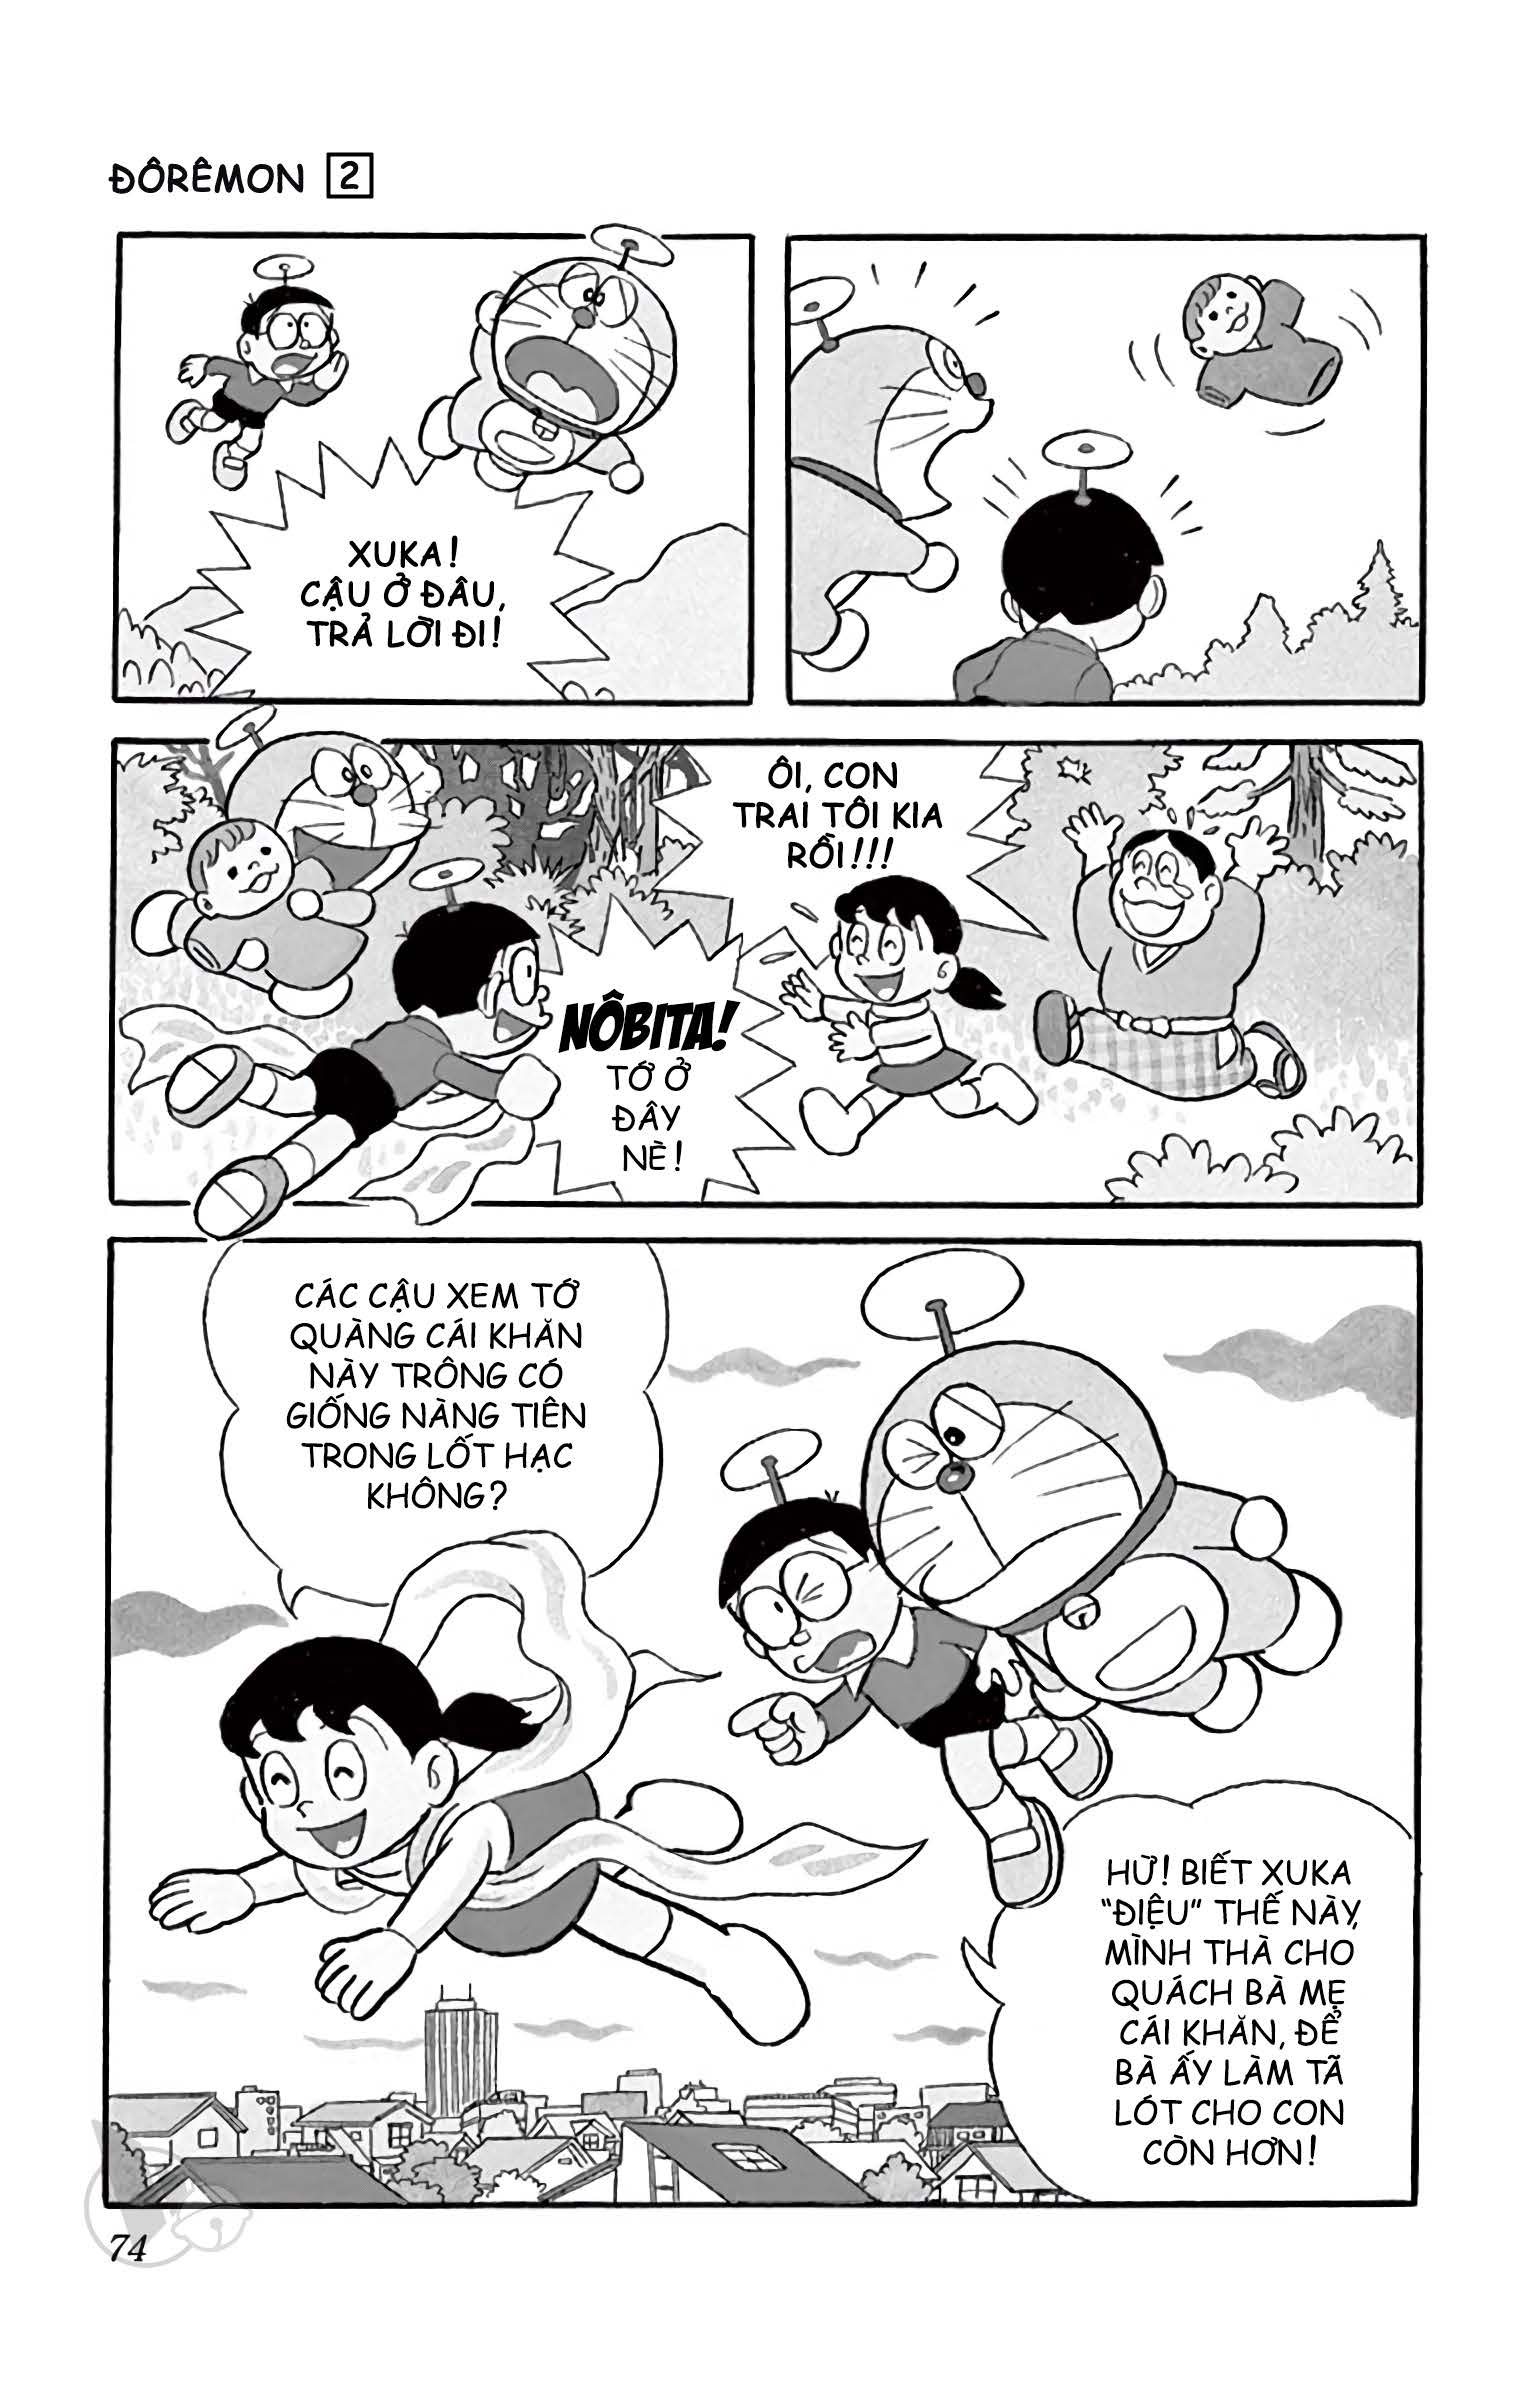 ĐÔRÊMON 2
XUKA!
CẬU Ở ĐÂU,
TRẢ LỜI ĐI!
ÔI, CON
TRAI TÔI KIA
RỒI!!!
NÔBITA!
TỚ Ở
ĐÂY
NÈ!
CÁC CẬU XEM TỚ
QUÀNG CÁI KHĂN
NÀY TRÔNG CÓ
GIỐNG NÀNG TIÊN
TRONG LỐT HẠC
KHÔNG?
HỪ! BIẾT XUKA
“ĐIỆU” THẾ NÀY,
MÌNH THÀ CHO
QUÁCH BÀ MẸ
CÁI KHĂN, ĐỂ
BÀ ẤY LÀM TÃ
LÓT CHO CON
CÒN HƠN!
74